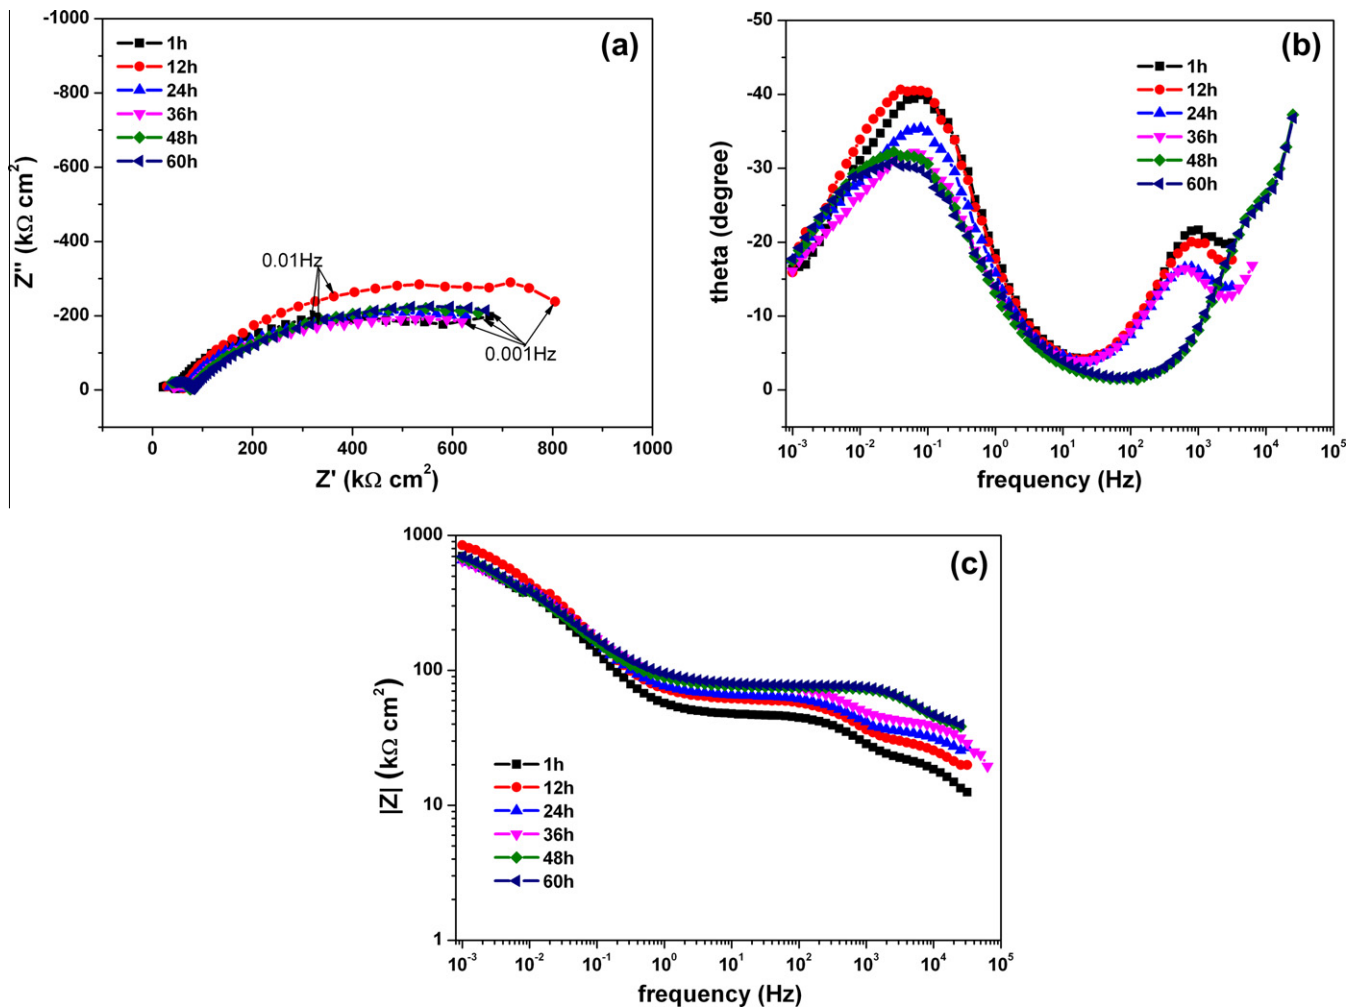 (a)
-1000
-800
-600
-400
-200
0
Z'' (kΩ cm²)
1h
12h
24h
36h
48h
60h
0.01Hz
0.001Hz
0 200 400 600 800 1000
Z' (kΩ cm²)
(b)
-50
-40
-30
-20
-10
0
theta (degree)
1h
12h
24h
36h
48h
60h
10⁻³ 10⁻² 10⁻¹ 10⁰ 10¹ 10² 10³ 10⁴ 10⁵
frequency (Hz)
(c)
1000
100
10
1
|Z| (kΩ cm²)
1h
12h
24h
36h
48h
60h
10⁻³ 10⁻² 10⁻¹ 10⁰ 10¹ 10² 10³ 10⁴ 10⁵
frequency (Hz)